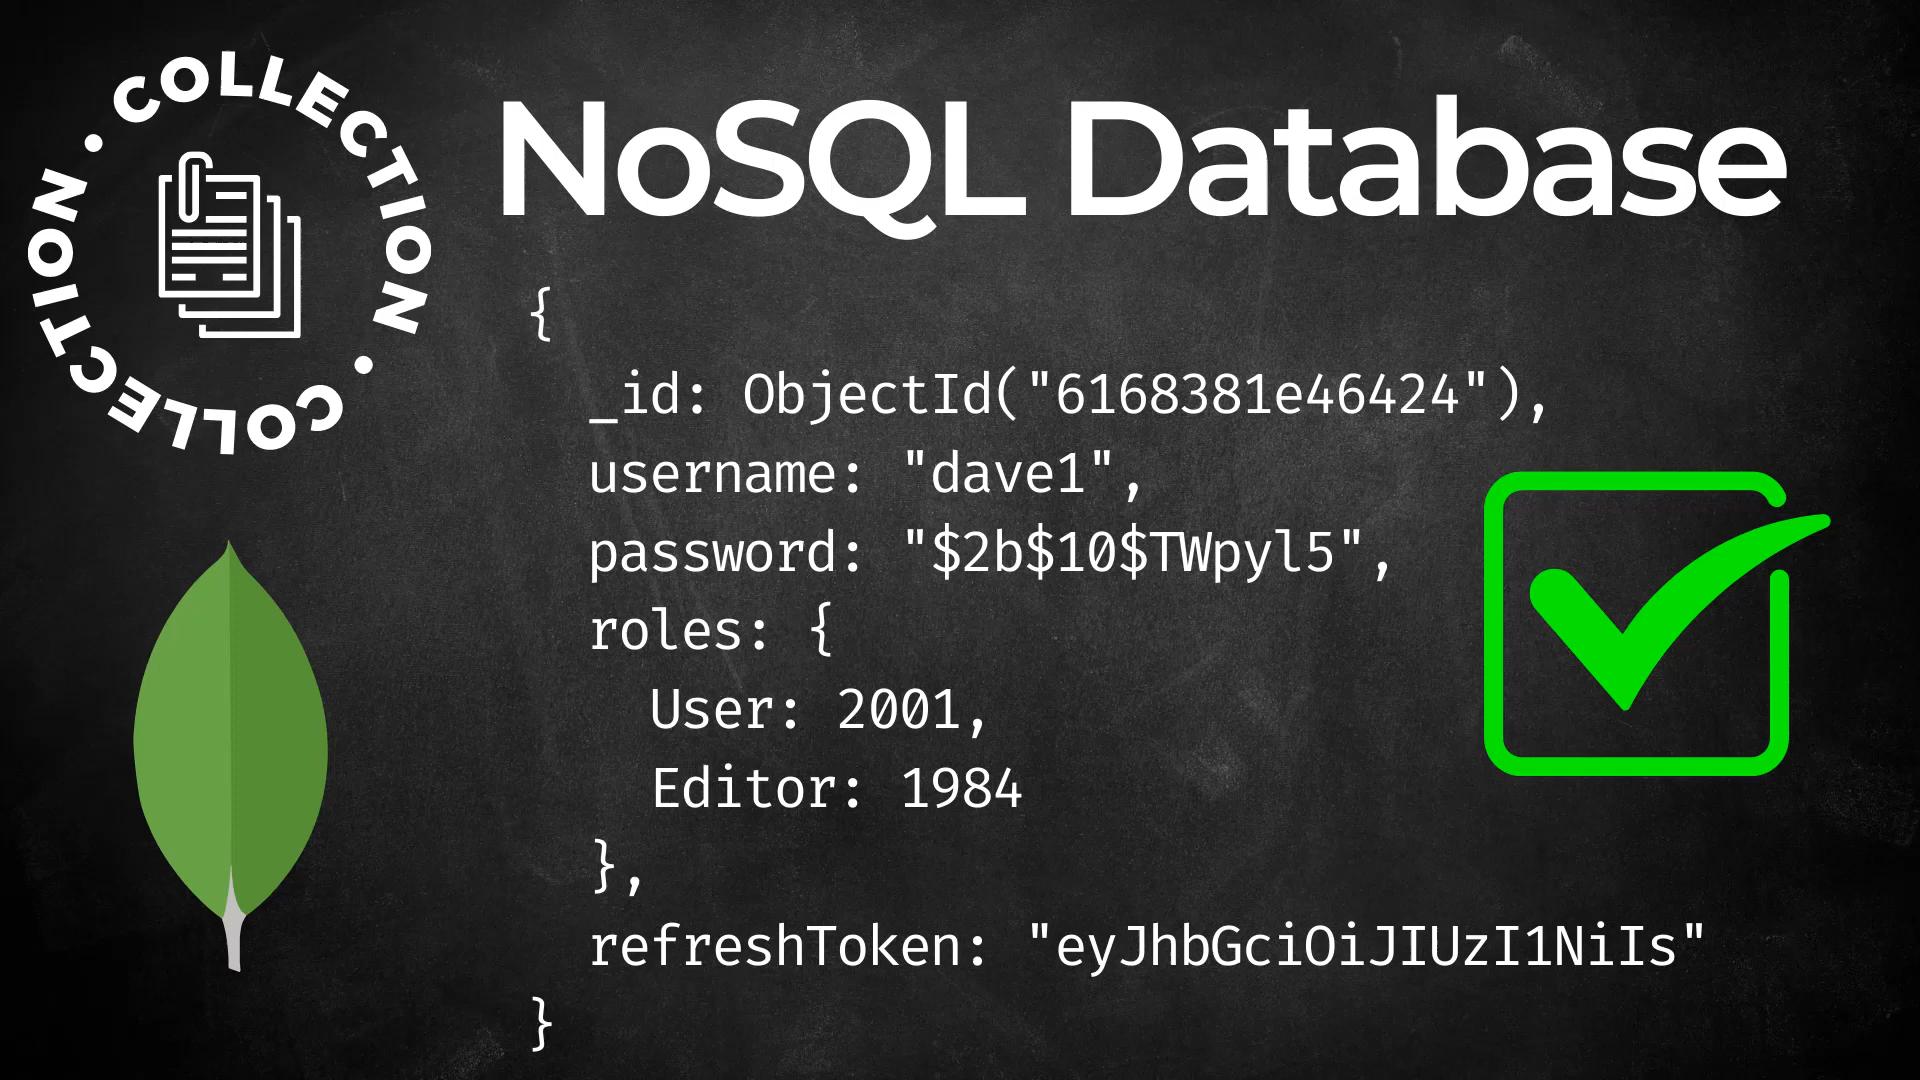 COLLECTION · COLLECTION ·
NoSQL Database
{
_id: ObjectId("6168381e46424"),
username: "dave1",
password: "$2b$10$TWpyl5",
roles: {
User: 2001,
Editor: 1984
},
refreshToken: "eyJhbGciOiJIUzI1NiIs"
}